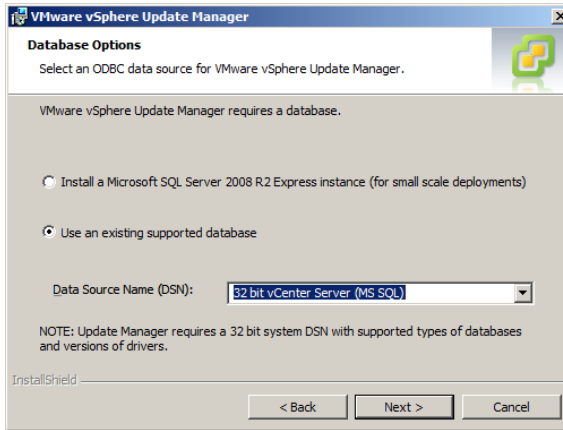 VMware vSphere Update Manager
Database Options
Select an ODBC data source for VMware vSphere Update Manager.
VMware vSphere Update Manager requires a database.
Install a Microsoft SQL Server 2008 R2 Express instance (for small scale deployments)
Use an existing supported database
Data Source Name (DSN): 32 bit vCenter Server (MS SQL)
NOTE: Update Manager requires a 32 bit system DSN with supported types of databases
and versions of drivers.
InstallShield
< Back Next > Cancel